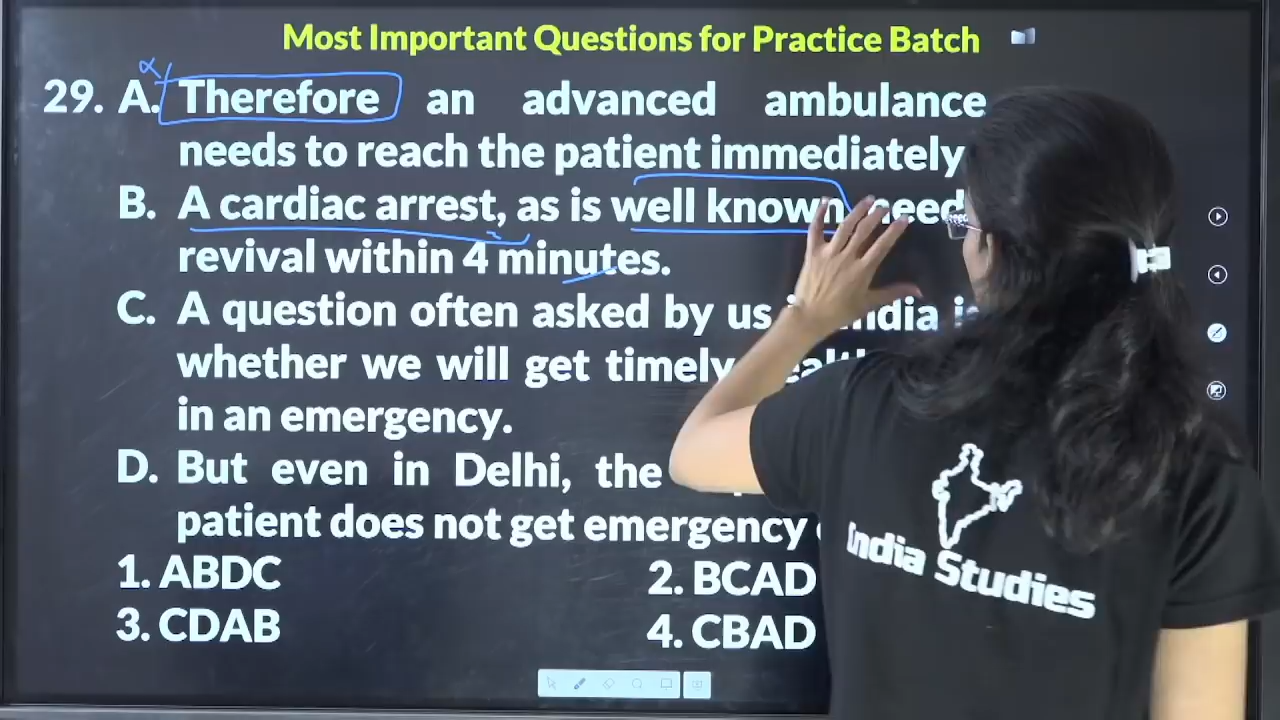 Most Important Questions for Practice Batch
29. A. Therefore an advanced ambulance
needs to reach the patient immediately
B. A cardiac arrest, as is well known
revival within 4 minutes.
C. A question often asked by us India
whether we will get timely
in an emergency.
D. But even in Delhi, the
patient does not get emergency
1. ABDC 2. BCAD
3. CDAB 4. CBAD
India Studies